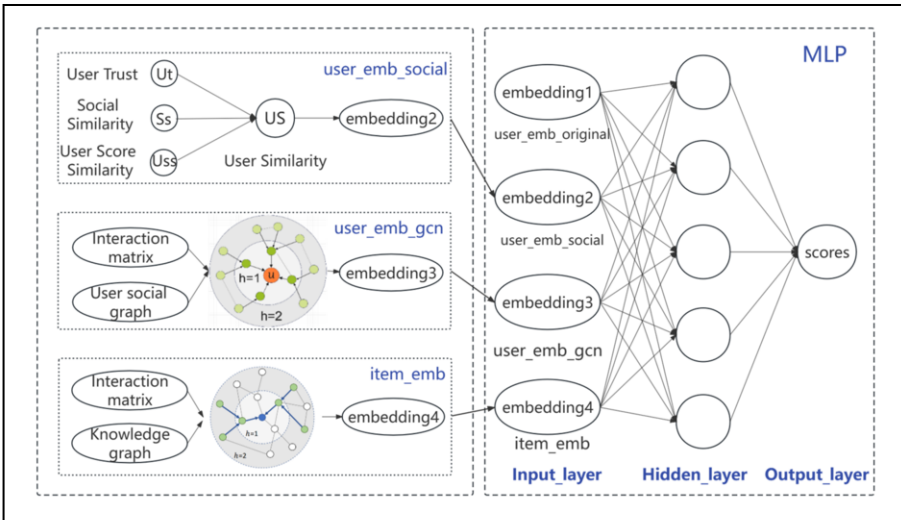 user_emb_social
User Trust
Ut
Social
Similarity
Ss
User Score
Similarity
Uss
US
User Similarity
embedding2
user_emb_gcn
Interaction
matrix
User social
graph
h=1
u
h=2
embedding3
item_emb
Interaction
matrix
Knowledge
graph
h=1
h=2
embedding4
MLP
embedding1
user_emb_original
embedding2
user_emb_social
embedding3
user_emb_gcn
embedding4
item_emb
scores
Input_layer
Hidden_layer
Output_layer